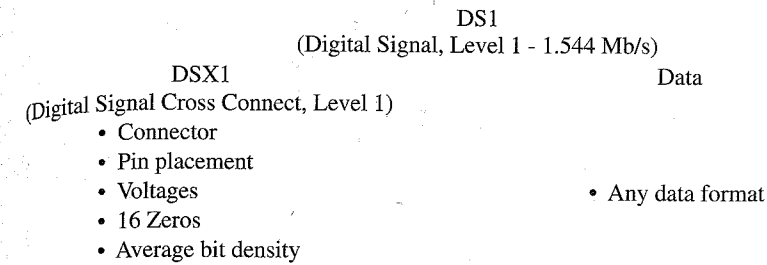 DS1
(Digital Signal, Level 1 - 1.544 Mb/s)
DSX1
Data
(Digital Signal Cross Connect, Level 1)
• Connector
• Pin placement
• Voltages
• Any data format
• 16 Zeros
• Average bit density